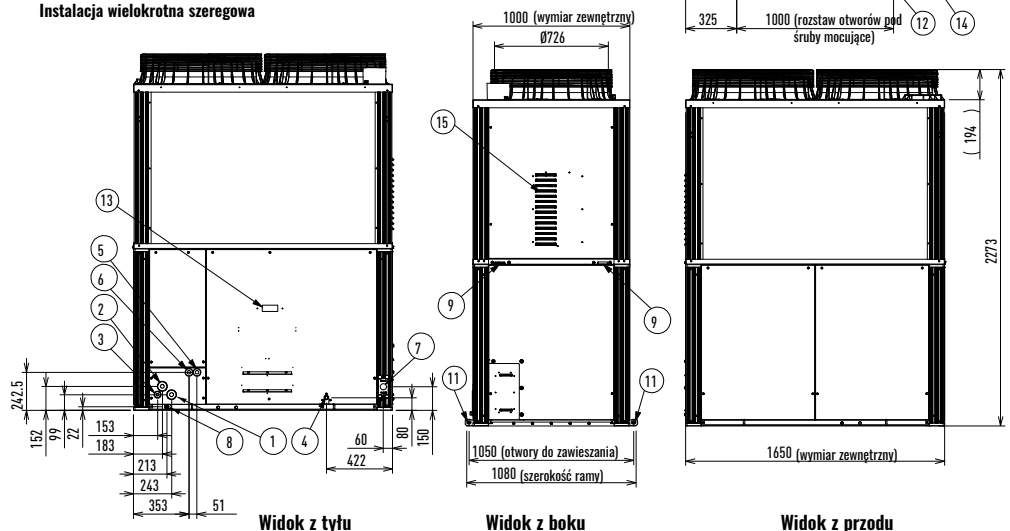 Instalacja wielokrotna szeregowa
325
1000 (rozstaw otworów pod
śruby mocujące)
12
14
1000 (wymiar zewnętrzny)
Ø726
15
( 194 )
2273
13
5
6
2
3
9
9
7
11
11
242.5
152
99
22
8
1
4
60
80
150
422
153
183
213
243
353
51
1050 (otwory do zawieszania)
1080 (szerokość ramy)
1650 (wymiar zewnętrzny)
Widok z tyłu
Widok z boku
Widok z przodu